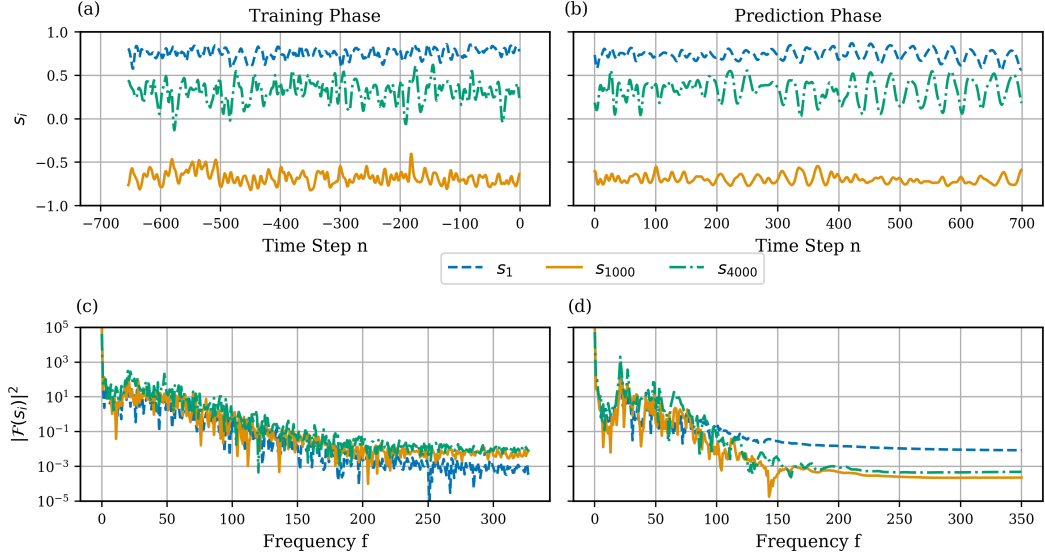 (a) Training Phase
(b) Prediction Phase
1.0
0.5
0.0
−0.5
−1.0
s_i
−700 −600 −500 −400 −300 −200 −100 0
0 100 200 300 400 500 600 700
Time Step n
Time Step n
s_1 s_1000 s_4000
(c)
(d)
10^5
10^3
10^1
10^−1
10^−3
10^−5
|ℱ(s_i)|^2
0 50 100 150 200 250 300
0 50 100 150 200 250 300 350
Frequency f
Frequency f